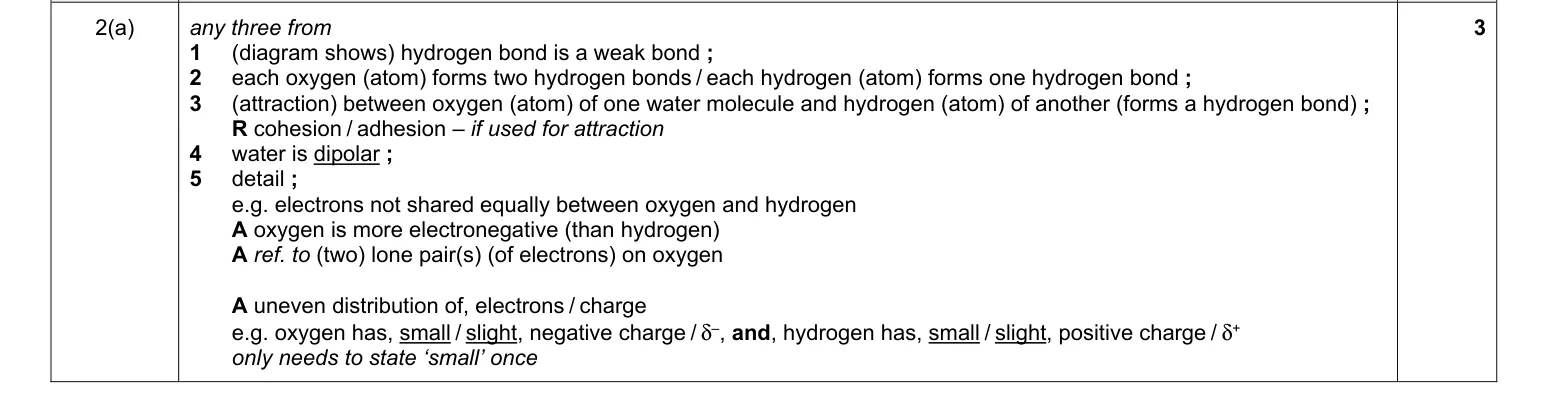 2(a) any three from 3
1 (diagram shows) hydrogen bond is a weak bond ;
2 each oxygen (atom) forms two hydrogen bonds / each hydrogen (atom) forms one hydrogen bond ;
3 (attraction) between oxygen (atom) of one water molecule and hydrogen (atom) of another (forms a hydrogen bond) ;
R cohesion / adhesion – if used for attraction
4 water is dipolar ;
5 detail ;
e.g. electrons not shared equally between oxygen and hydrogen
A oxygen is more electronegative (than hydrogen)
A ref. to (two) lone pair(s) (of electrons) on oxygen
A uneven distribution of, electrons / charge
e.g. oxygen has, small / slight, negative charge / δ⁻, and, hydrogen has, small / slight, positive charge / δ⁺
only needs to state ‘small’ once